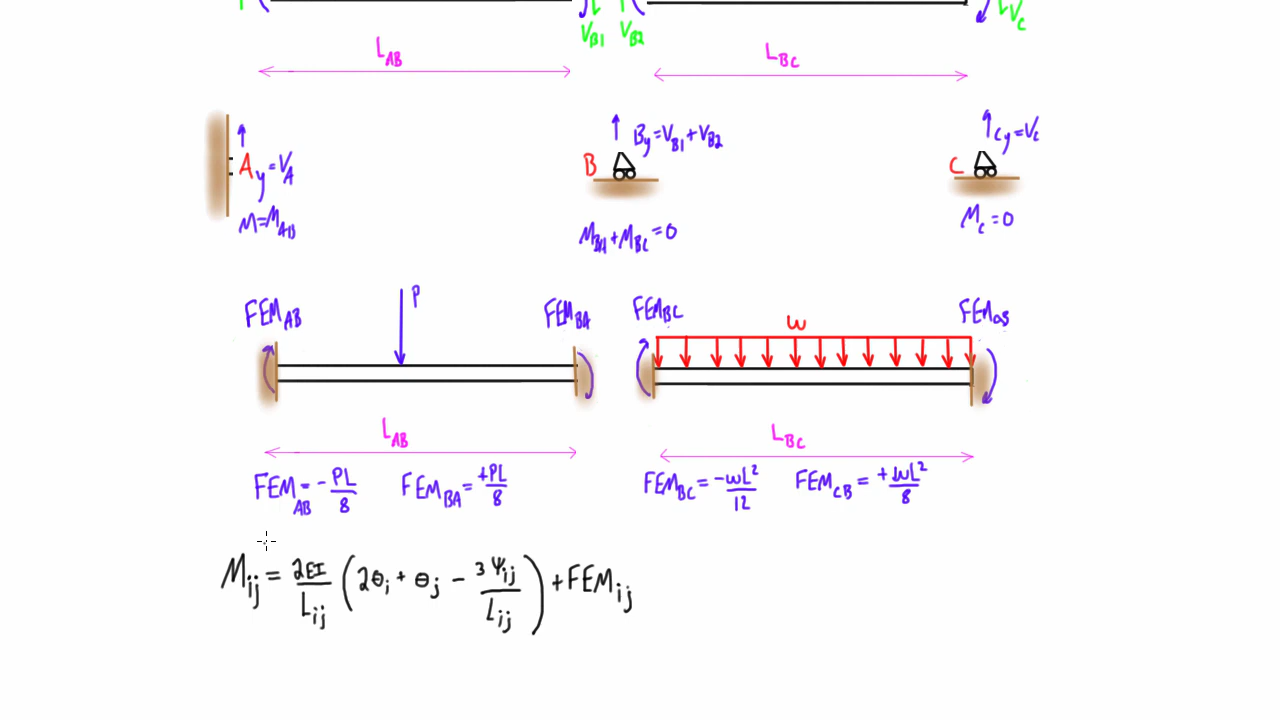 V_B1 V_B2 V_C
L_AB L_BC
A_y=V_A
M=M_AB
B B_y=V_B1+V_B2
M_BA+M_BC=0
C C_y=V_C
M_C=0
FEM_AB P FEM_BA
FEM_BC w
L_AB L_BC
FEM_AB=-PL/8 FEM_BA=+PL/8
FEM_BC=-wL²/12 FEM_CB=+wL²/8
M_ij=2EI/L_ij(2θ_i+θ_j-3Ψ_ij/L_ij)+FEM_ij